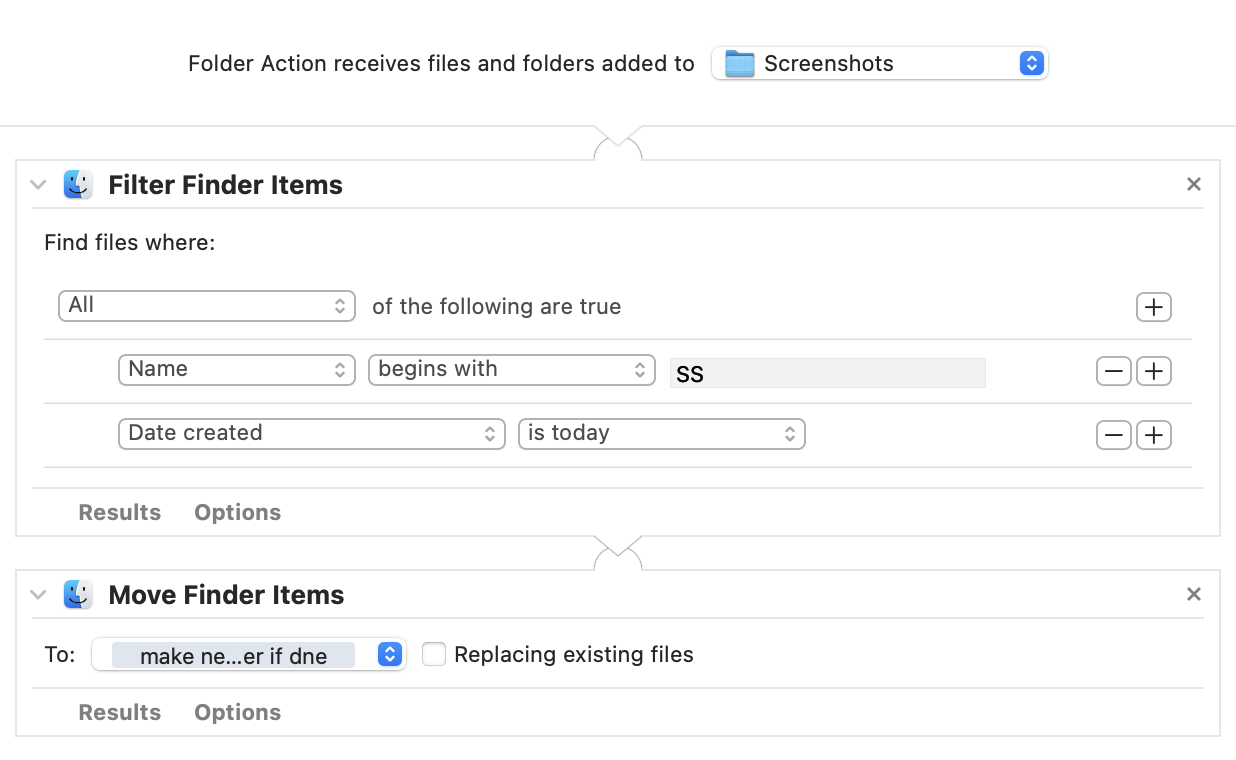 Folder Action receives files and folders added to Screenshots
Filter Finder Items
Find files where:
All of the following are true
Name begins with SS
Date created is today
Results Options
Move Finder Items
To: make ne...er if dne Replacing existing files
Results Options